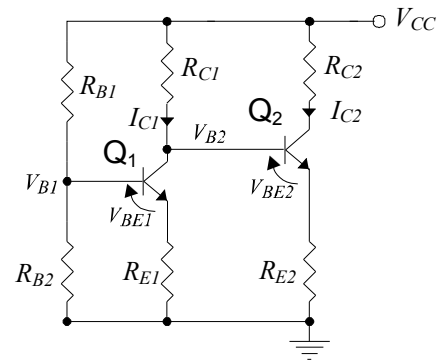 V_CC
R_B1
R_C1
R_C2
I_C1
V_B2
Q_2
I_C2
Q_1
V_B1
V_BE1
V_BE2
R_B2
R_E1
R_E2